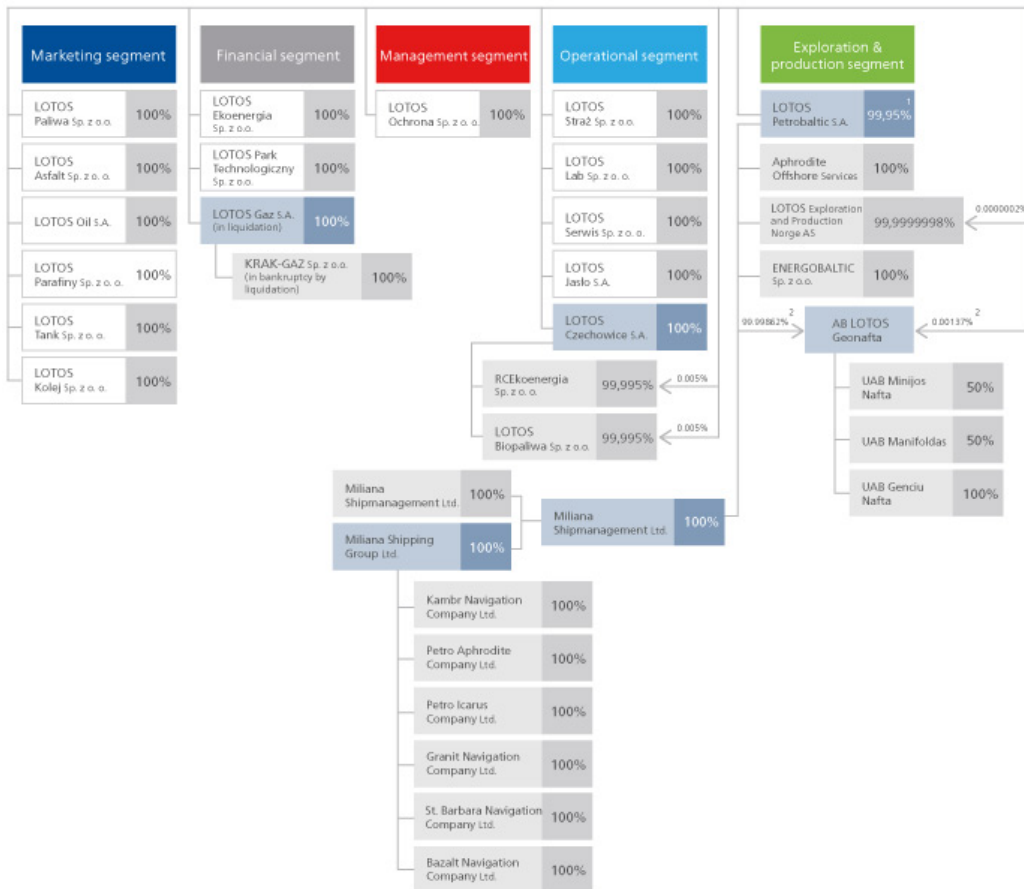 Marketing segment
Financial segment
Management segment
Operational segment
Exploration &
production segment
LOTOS
Paliwa Sp. z o.o.
100%
LOTOS
Asfalt Sp. z o. o.
100%
LOTOS Oil S.A.
100%
LOTOS
Parafiny Sp. z o. o.
100%
LOTOS
Tank Sp. z o. o.
100%
LOTOS
Kolej Sp. z o. o.
100%
LOTOS
Ekoenergia
Sp. z o.o.
100%
LOTOS Park
Technologiczny
Sp. z o.o.
100%
LOTOS Gaz S.A.
(in liquidation)
100%
KRAK-GAZ Sp. z o.o.
(in bankruptcy by
liquidation)
100%
LOTOS
Ochrona Sp. z o.o.
100%
LOTOS
Straż Sp. z o.o.
100%
LOTOS
Lab Sp. z o.o.
100%
LOTOS
Serwis Sp. z o.o.
100%
LOTOS
Jasło S.A.
100%
LOTOS
Czechowice S.A.
100%
RCEkoenergia
Sp. z o. o.
99,995%
0.005%
LOTOS
Biopaliwa Sp. z o.o.
99,995%
0.005%
LOTOS
Petrobaltic S.A.
99,95% 1
Aphrodite
Offshore Services
100%
LOTOS Exploration
and Production
Norge AS
99,9999998%
0.0000002%
ENERGOBALTIC
Sp. z o.o.
100%
99.99862% 2
AB LOTOS
Geonafta
0.00137% 2
UAB Minijos
Nafta
50%
UAB Manifoldas
50%
UAB Genciu
Nafta
100%
Miliana
Shipmanagement Ltd.
100%
Miliana Shipping
Group Ltd.
100%
Miliana
Shipmanagement Ltd.
100%
Kambr Navigation
Company Ltd.
100%
Petro Aphrodite
Company Ltd.
100%
Petro Icarus
Company Ltd.
100%
Granit Navigation
Company Ltd.
100%
St. Barbara Navigation
Company Ltd.
100%
Bazalt Navigation
Company Ltd.
100%